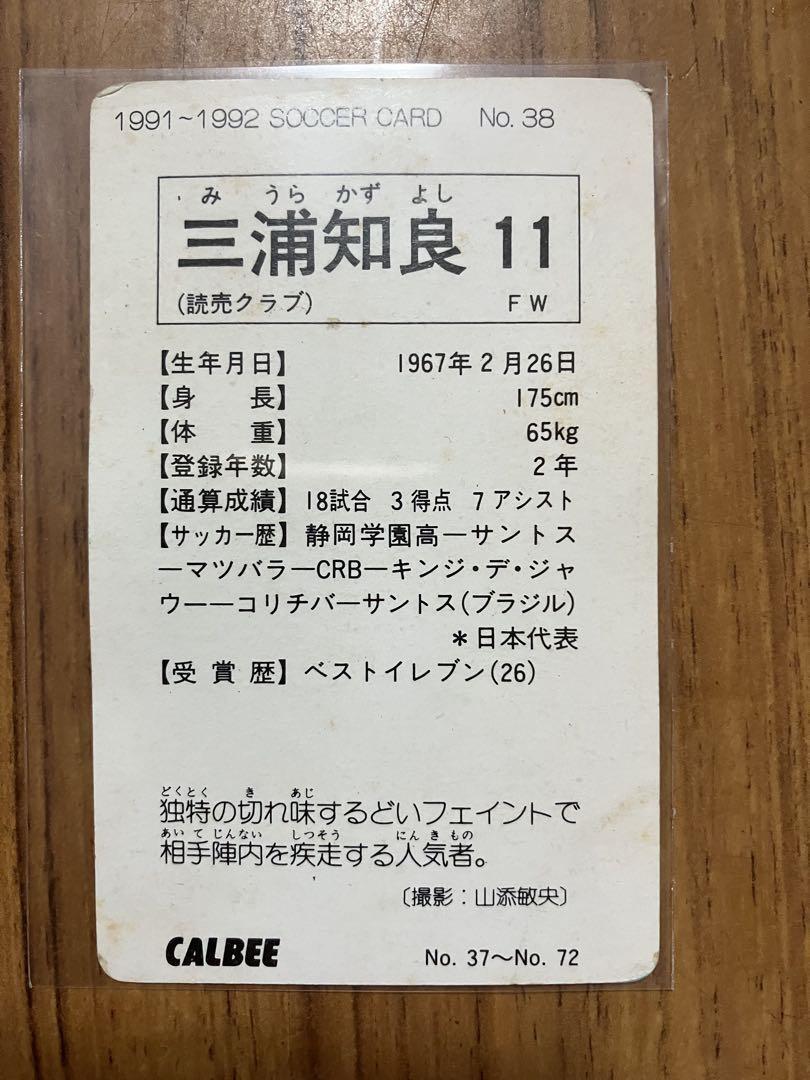 1991~1992 SOCCER CARD No. 38
み うら かず よし
三浦知良 11
(読売クラブ) FW
【生年月日】 1967年2月26日
【身 長】 175cm
【体 重】 65kg
【登録年数】 2年
【通算成績】 18試合 3得点 7アシスト
【サッカー歴】 静岡学園高―サントス
―マツバラ―CRB―キンジ・デ・ジャ
ウー―コリチバ―サントス(ブラジル)
*日本代表
【受賞歴】 ベストイレブン(26)
どくとく き あじ
独特の切れ味するどいフェイントで
あいて じんない しっそう にんきもの
相手陣内を疾走する人気者。
〔撮影:山添敏央〕
CALBEE No. 37～No. 72